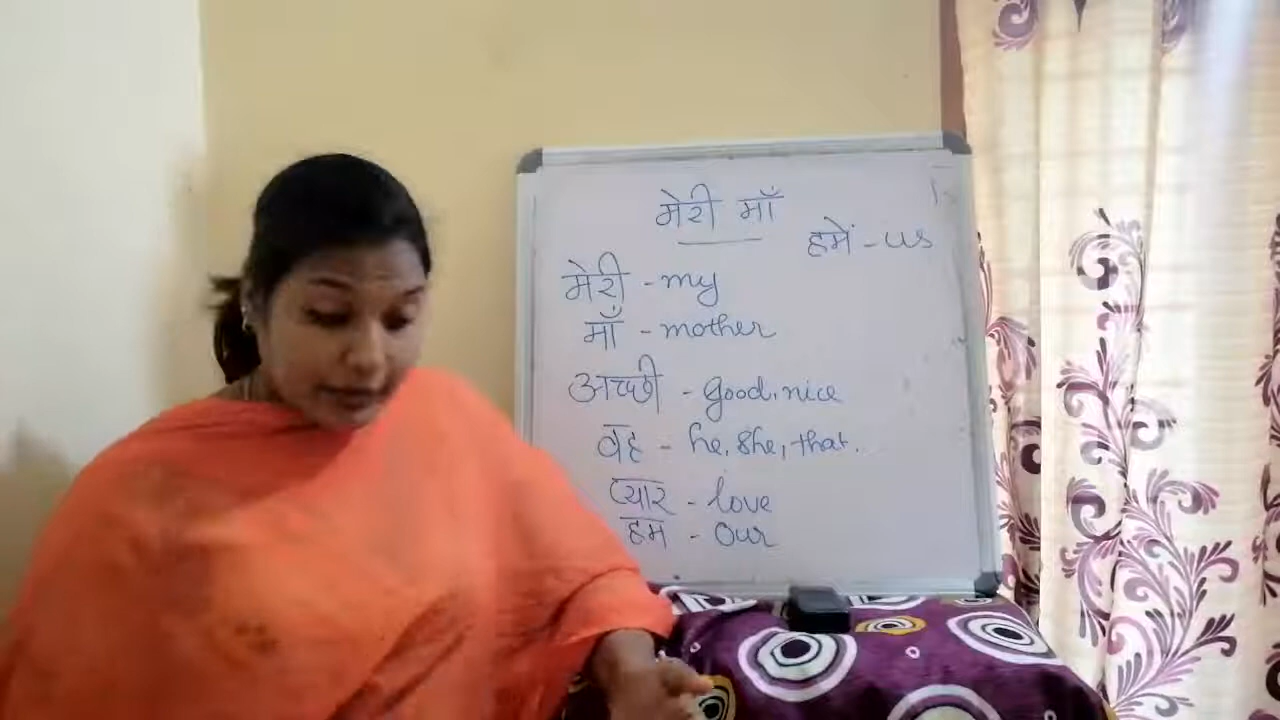 मेरी माँ
हमें - us
मेरी - my
माँ - mother
अच्छी - good, nice
वह - he, she, that.
प्यार - love
हम - Our